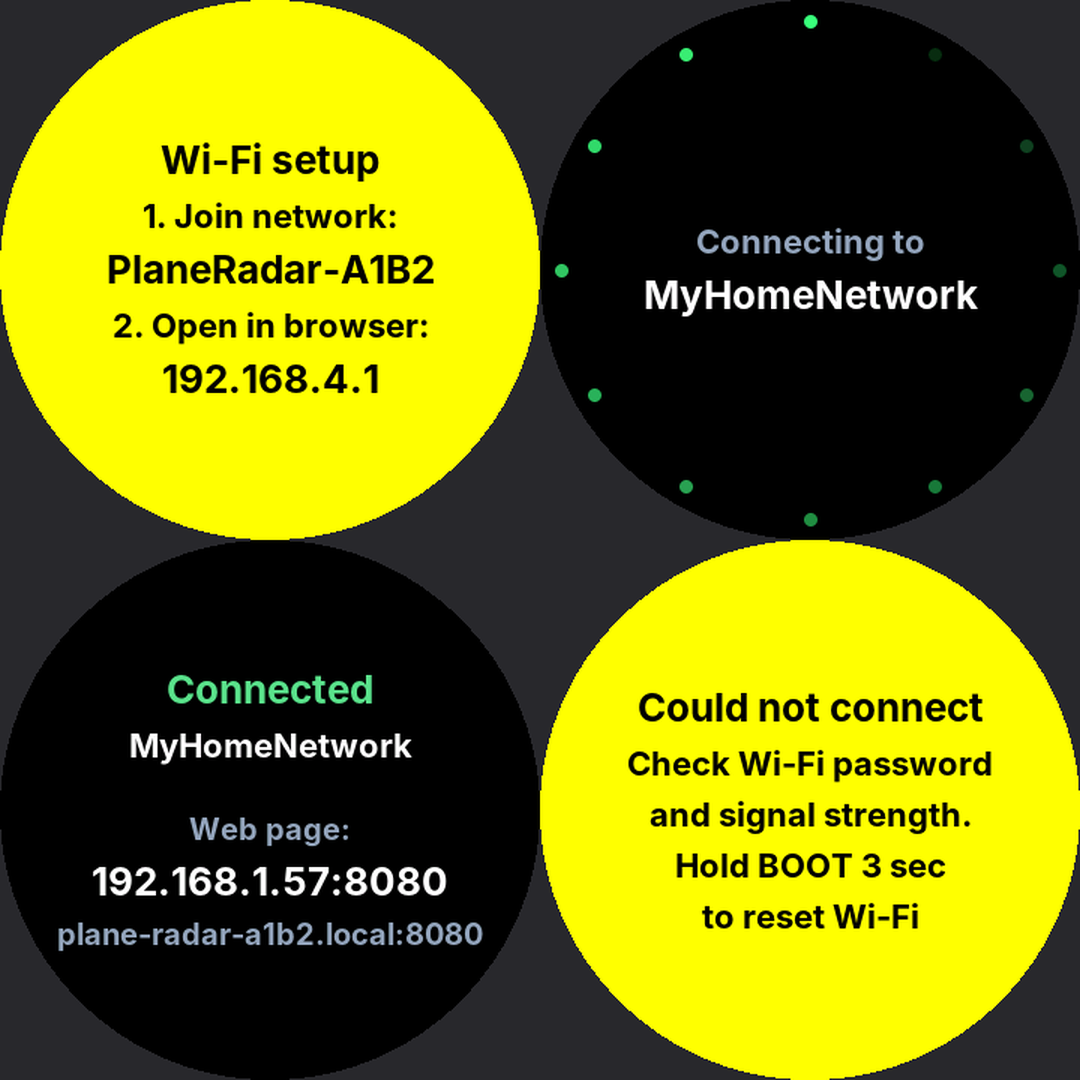 Wi-Fi setup
1. Join network:
PlaneRadar-A1B2
2. Open in browser:
192.168.4.1
Connecting to
MyHomeNetwork
Connected
MyHomeNetwork
Web page:
192.168.1.57:8080
plane-radar-a1b2.local:8080
Could not connect
Check Wi-Fi password
and signal strength.
Hold BOOT 3 sec
to reset Wi-Fi